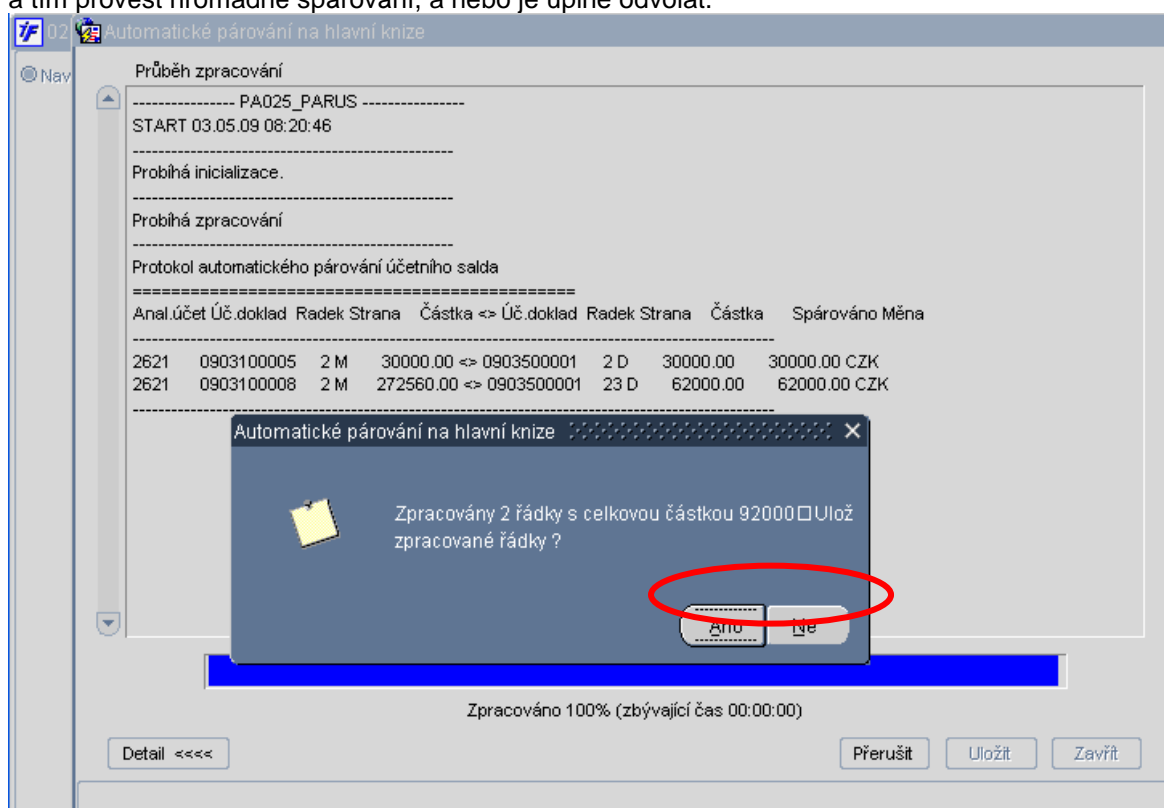 a tím provést hromadné spárování, a nebo je úplně odvolat.
02 Automatické párování na hlavní knize
Nav
Průběh zpracování
---------------- PA025_PARUS ----------------
START 03.05.09 08:20:46
-------------------------------------------------
Probíhá inicializace.
-------------------------------------------------
Probíhá zpracování
-------------------------------------------------
Protokol automatického párování účetního salda
================================================
Anal.účet Úč.doklad Radek Strana Částka <> Úč.doklad Radek Strana Částka Spárováno Měna
--------------------------------------------------------------------------------------------------
2621 0903100005 2 M 30000.00 <> 0903500001 2 D 30000.00 30000.00 CZK
2621 0903100008 2 M 272560.00 <> 0903500001 23 D 62000.00 62000.00 CZK
--------------------------------------------------------------------------------------------------
Automatické párování na hlavní knize
Zpracovány 2 řádky s celkovou částkou 92000□Ulož
zpracované řádky ?
Ano Ne
Zpracováno 100% (zbývající čas 00:00:00)
Detail <<<< Přerušit Uložit Zavřít